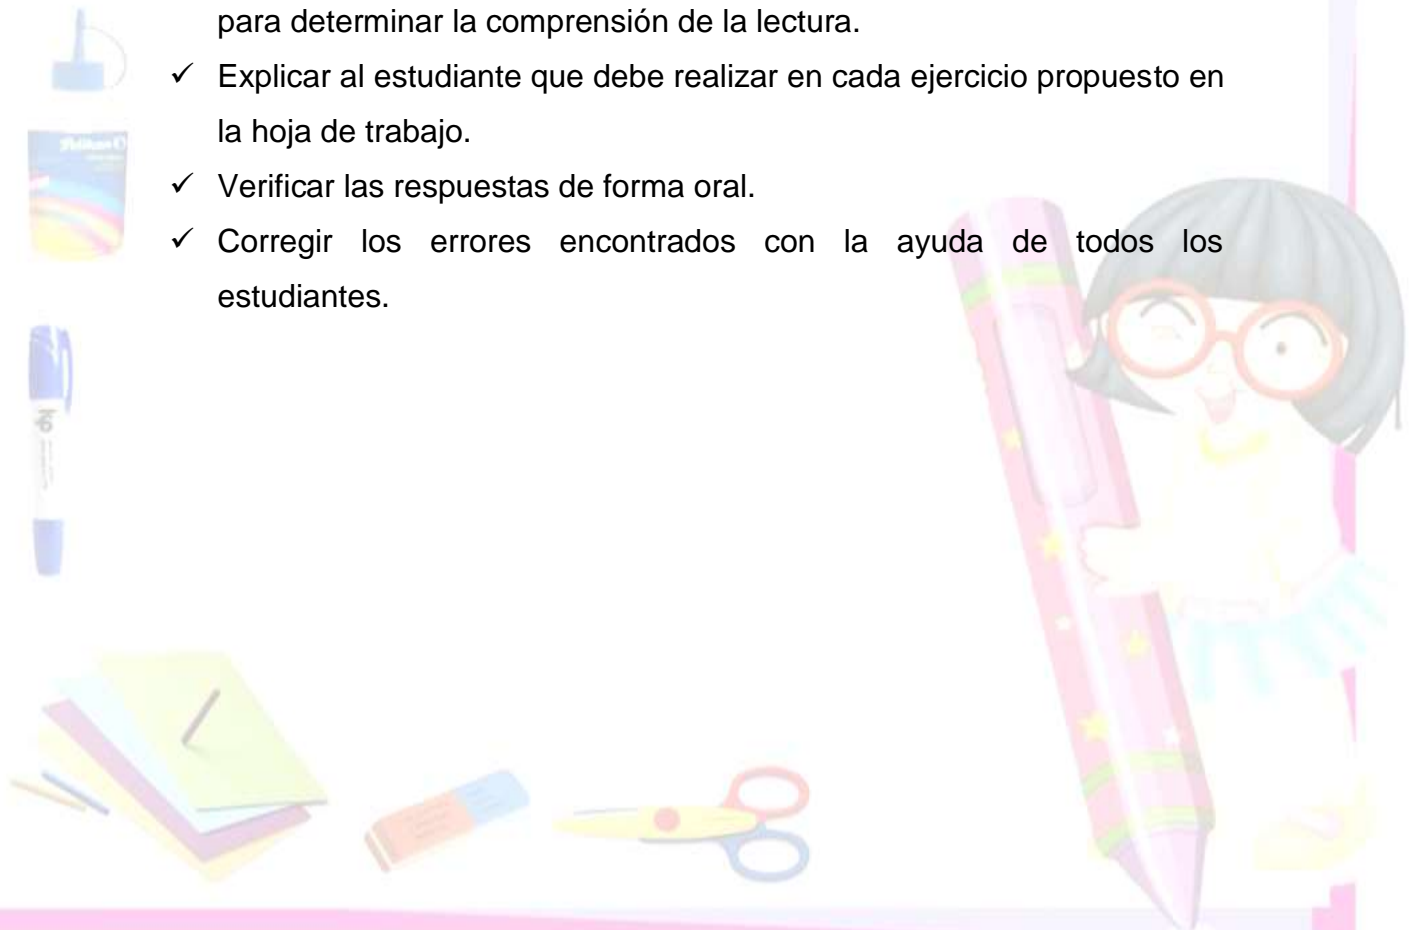 para determinar la comprensión de la lectura.
✓ Explicar al estudiante que debe realizar en cada ejercicio propuesto en
la hoja de trabajo.
✓ Verificar las respuestas de forma oral.
✓ Corregir los errores encontrados con la ayuda de todos los
estudiantes.
Pelikan